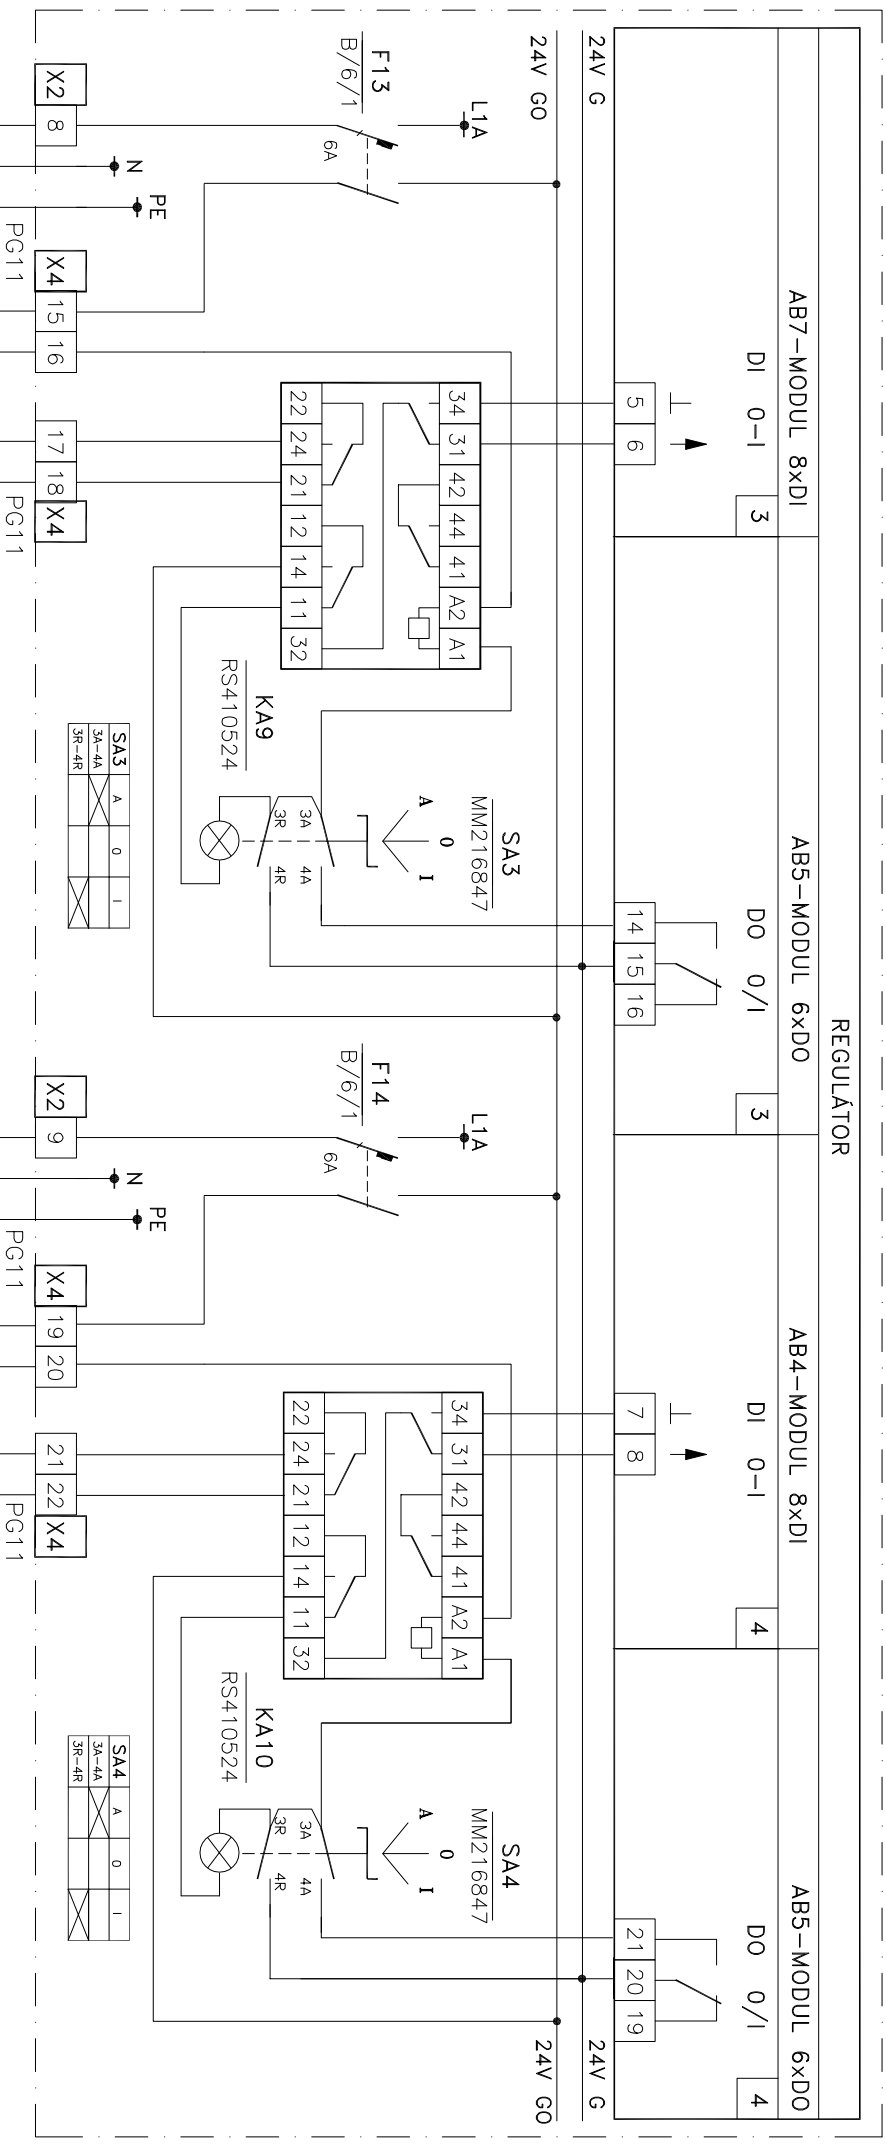 REGULÁTOR
AB7-MODUL 8xDI
AB5-MODUL 6xDO
AB4-MODUL 8xDI
AB5-MODUL 6xDO
DI 0-I
3
DO 0/I
3
DI 0-I
4
DO 0/I
4
5 6
14 15 16
7 8
21 20 19
24V G
24V G
24V GO
24V GO
L1A
F13
B/6/1
6A
34 31 42 44 41 A2 A1
22 24 21 12 14 11 32
KA9
RS410524
SA3
MM216847
A 0 I
3A 4A
3R 4R
SA3 A 0 I
3A-4A
3R-4R
L1A
F14
B/6/1
6A
34 31 42 44 41 A2 A1
22 24 21 12 14 11 32
KA10
RS410524
SA4
MM216847
A 0 I
3A 4A
3R 4R
SA4 A 0 I
3A-4A
3R-4R
N
PE
N
PE
X2 8
X4 15 16
17 18 X4
X2 9
X4 19 20
21 22 X4
PG11
PG11
PG11
PG11